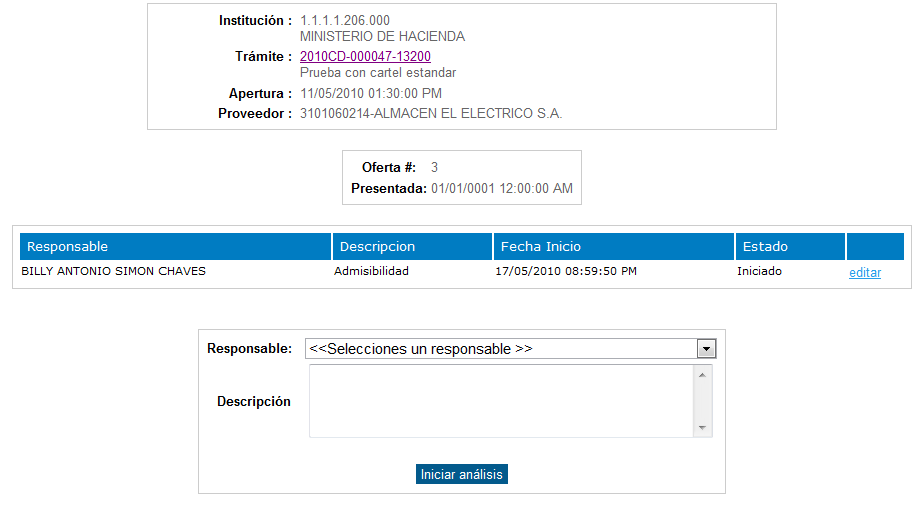 Institución : 1.1.1.1.206.000
MINISTERIO DE HACIENDA
Trámite : 2010CD-000047-13200
Prueba con cartel estandar
Apertura : 11/05/2010 01:30:00 PM
Proveedor : 3101060214-ALMACEN EL ELECTRICO S.A.
Oferta #: 3
Presentada: 01/01/0001 12:00:00 AM
Responsable Descripcion Fecha Inicio Estado
BILLY ANTONIO SIMON CHAVES Admisibilidad 17/05/2010 08:59:50 PM Iniciado editar
Responsable: <<Selecciones un responsable >>
Descripción
Iniciar análisis